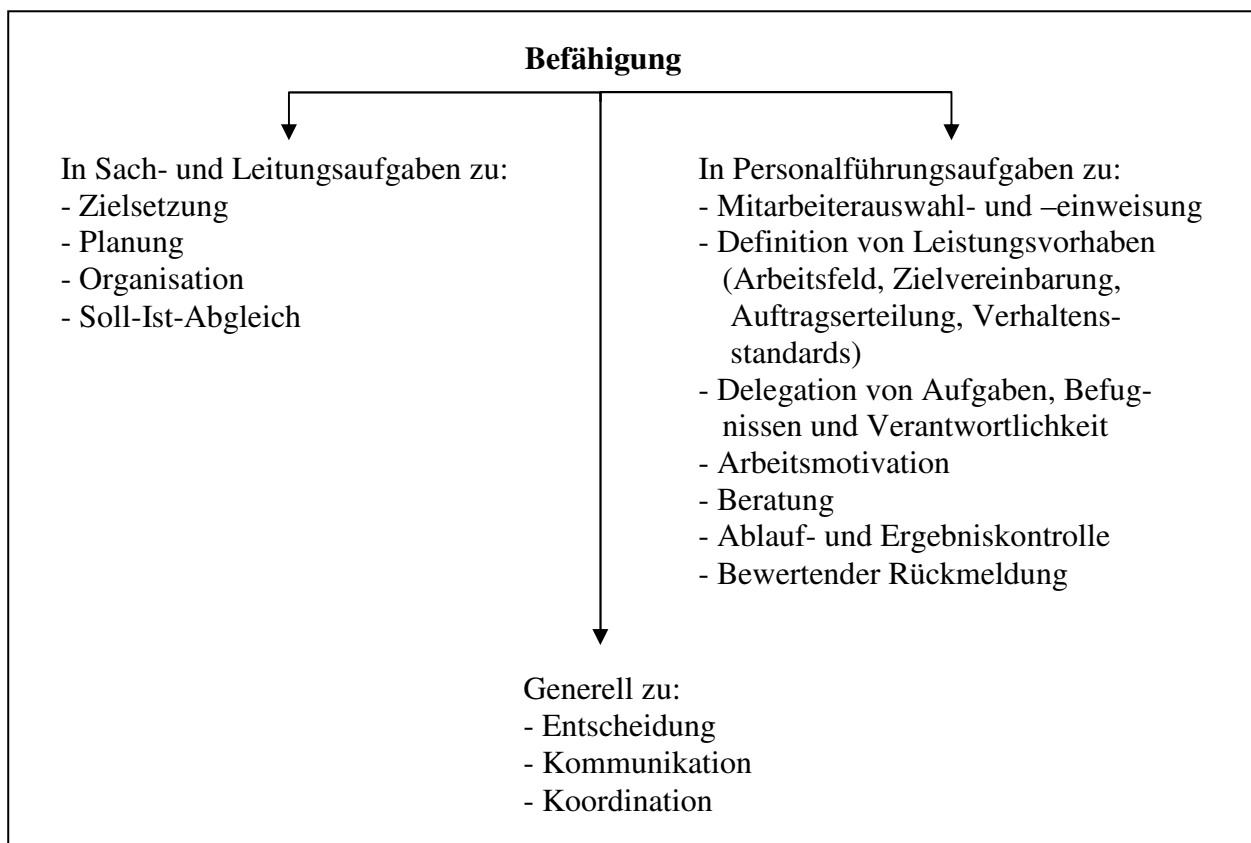 Befähigung
In Sach- und Leitungsaufgaben zu:
- Zielsetzung
- Planung
- Organisation
- Soll-Ist-Abgleich
In Personalführungsaufgaben zu:
- Mitarbeiterauswahl- und –einweisung
- Definition von Leistungsvorhaben
(Arbeitsfeld, Zielvereinbarung,
Auftragserteilung, Verhaltens-
standards)
- Delegation von Aufgaben, Befug-
nissen und Verantwortlichkeit
- Arbeitsmotivation
- Beratung
- Ablauf- und Ergebniskontrolle
- Bewertender Rückmeldung
Generell zu:
- Entscheidung
- Kommunikation
- Koordination